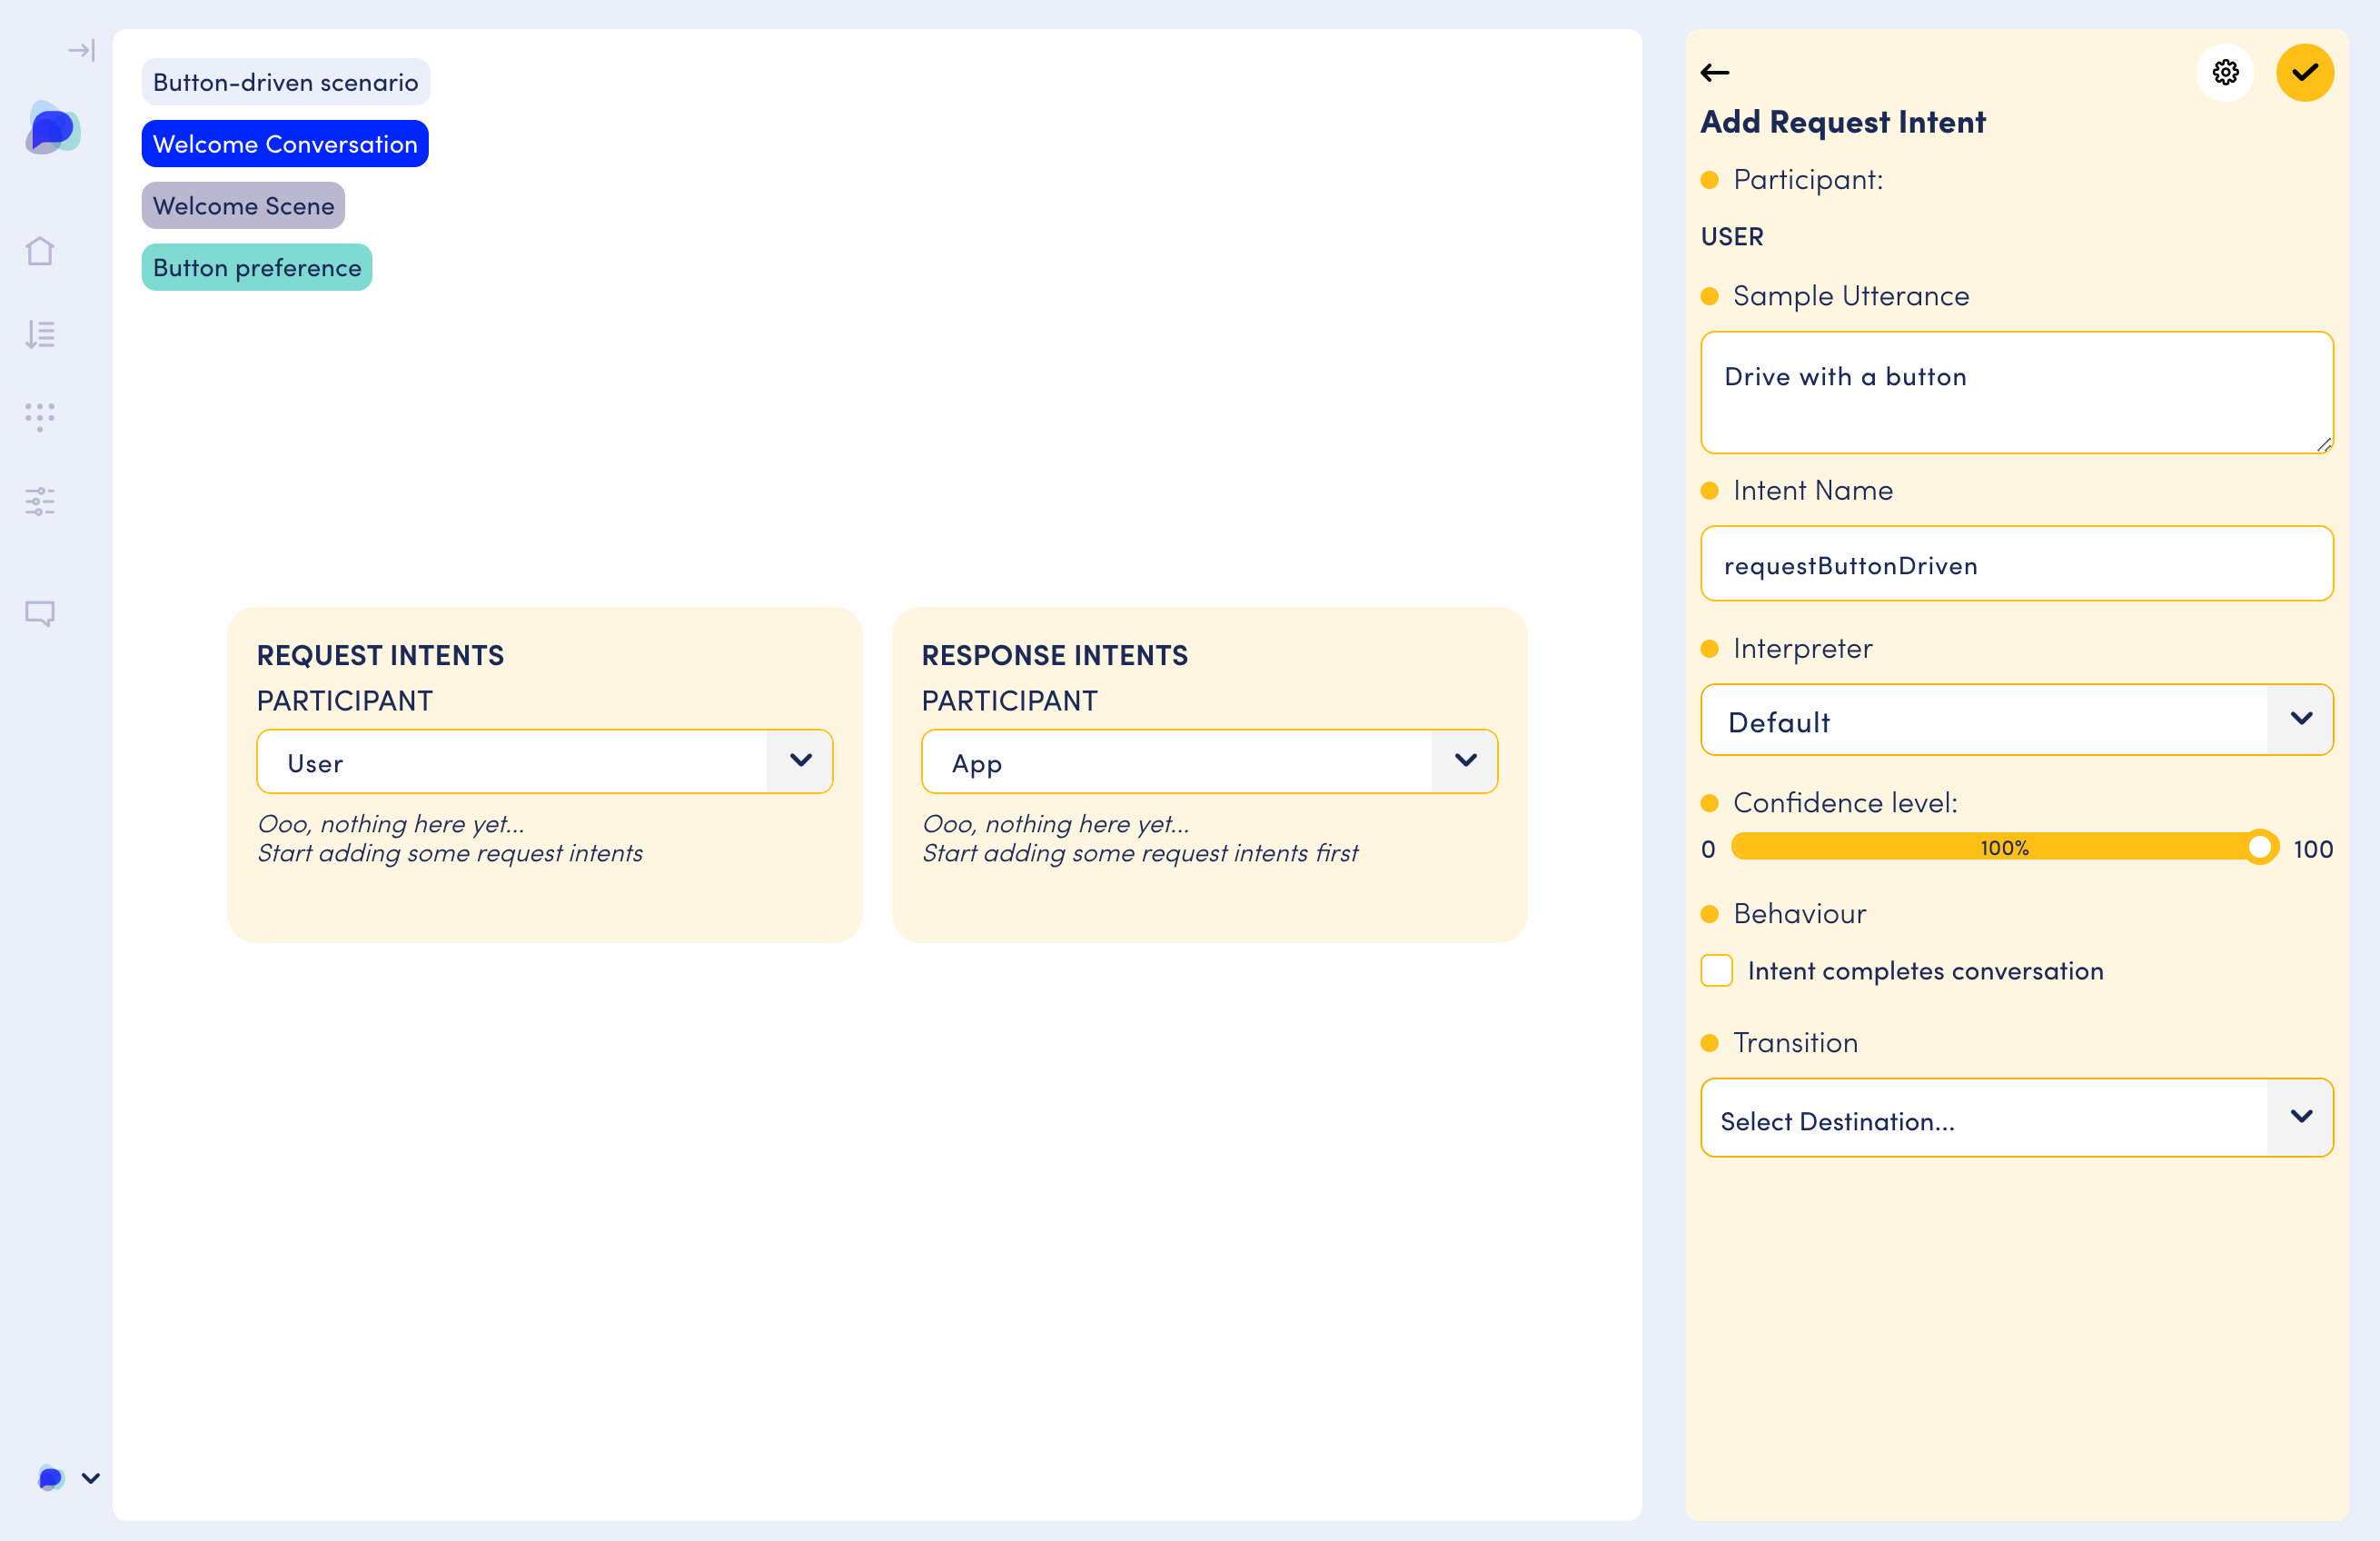 Button-driven scenario
Welcome Conversation
Welcome Scene
Button preference
REQUEST INTENTS
PARTICIPANT
User
Ooo, nothing here yet...
Start adding some request intents
RESPONSE INTENTS
PARTICIPANT
App
Ooo, nothing here yet...
Start adding some request intents first
Add Request Intent
Participant:
USER
Sample Utterance
Drive with a button
Intent Name
requestButtonDriven
Interpreter
Default
Confidence level:
0 100% 100
Behaviour
Intent completes conversation
Transition
Select Destination...